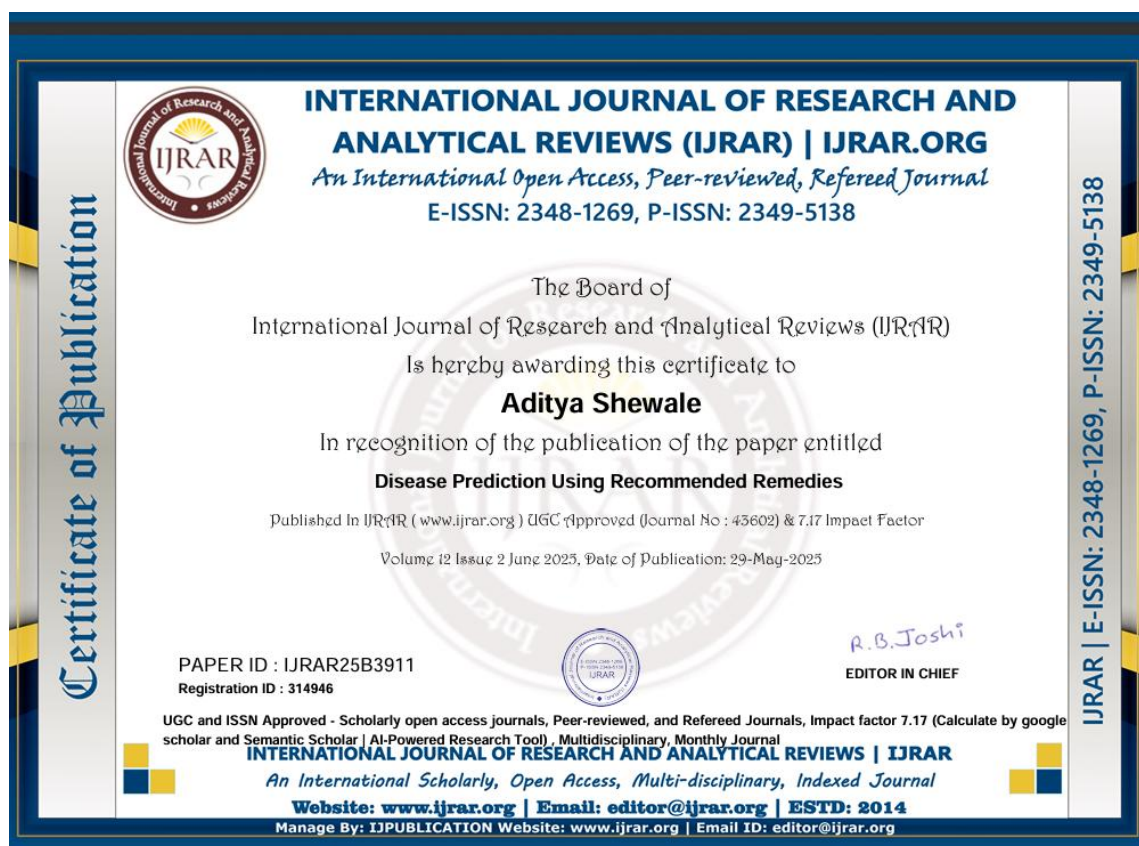 Certificate of Publication
International Journal of Research and Analytical Reviews
IJRAR
INTERNATIONAL JOURNAL OF RESEARCH AND
ANALYTICAL REVIEWS (IJRAR) | IJRAR.ORG
An International Open Access, Peer-reviewed, Refereed Journal
E-ISSN: 2348-1269, P-ISSN: 2349-5138
The Board of
International Journal of Research and Analytical Reviews (IJRAR)
Is hereby awarding this certificate to
Aditya Shewale
In recognition of the publication of the paper entitled
Disease Prediction Using Recommended Remedies
Published In IJRAR ( www.ijrar.org ) UGC Approved (Journal No : 43602) & 7.17 Impact Factor
Volume 12 Issue 2 June 2025, Date of Publication: 29-May-2025
PAPER ID : IJRAR25B3911
Registration ID : 314946
IJRAR
R.B.Joshi
EDITOR IN CHIEF
UGC and ISSN Approved - Scholarly open access journals, Peer-reviewed, and Refereed Journals, Impact factor 7.17 (Calculate by google
scholar and Semantic Scholar | AI-Powered Research Tool) , Multidisciplinary, Monthly Journal
INTERNATIONAL JOURNAL OF RESEARCH AND ANALYTICAL REVIEWS | IJRAR
An International Scholarly, Open Access, Multi-disciplinary, Indexed Journal
Website: www.ijrar.org | Email: editor@ijrar.org | ESTD: 2014
Manage By: IJPUBLICATION Website: www.ijrar.org | Email ID: editor@ijrar.org
IJRAR | E-ISSN: 2348-1269, P-ISSN: 2349-5138